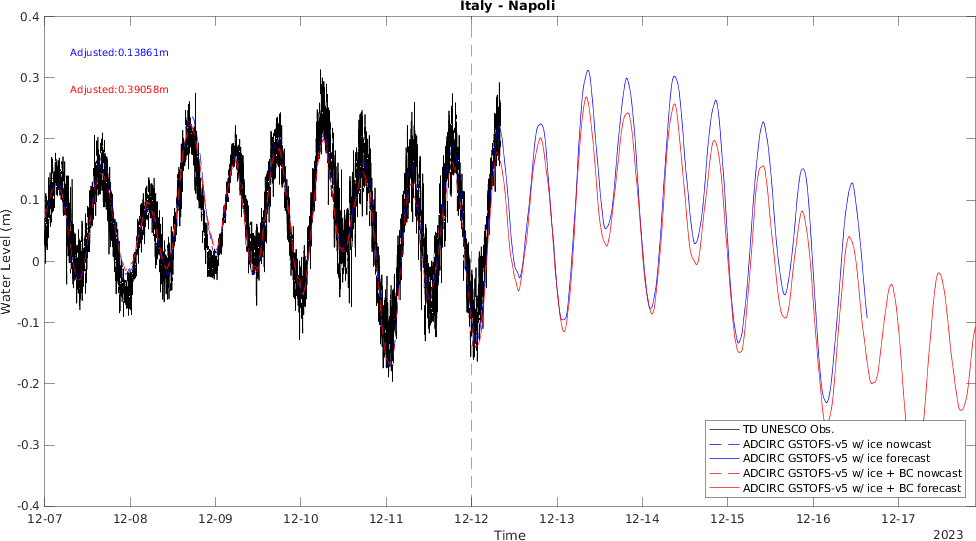 Italy - Napoli
Adjusted:0.13861m
Adjusted:0.39058m
Water Level (m)
0.4
0.3
0.2
0.1
0
-0.1
-0.2
-0.3
-0.4
TD UNESCO Obs.
ADCIRC GSTOFS-v5 w/ ice nowcast
ADCIRC GSTOFS-v5 w/ ice forecast
ADCIRC GSTOFS-v5 w/ ice + BC nowcast
ADCIRC GSTOFS-v5 w/ ice + BC forecast
12-07 12-08 12-09 12-10 12-11 12-12 12-13 12-14 12-15 12-16 12-17
Time
2023